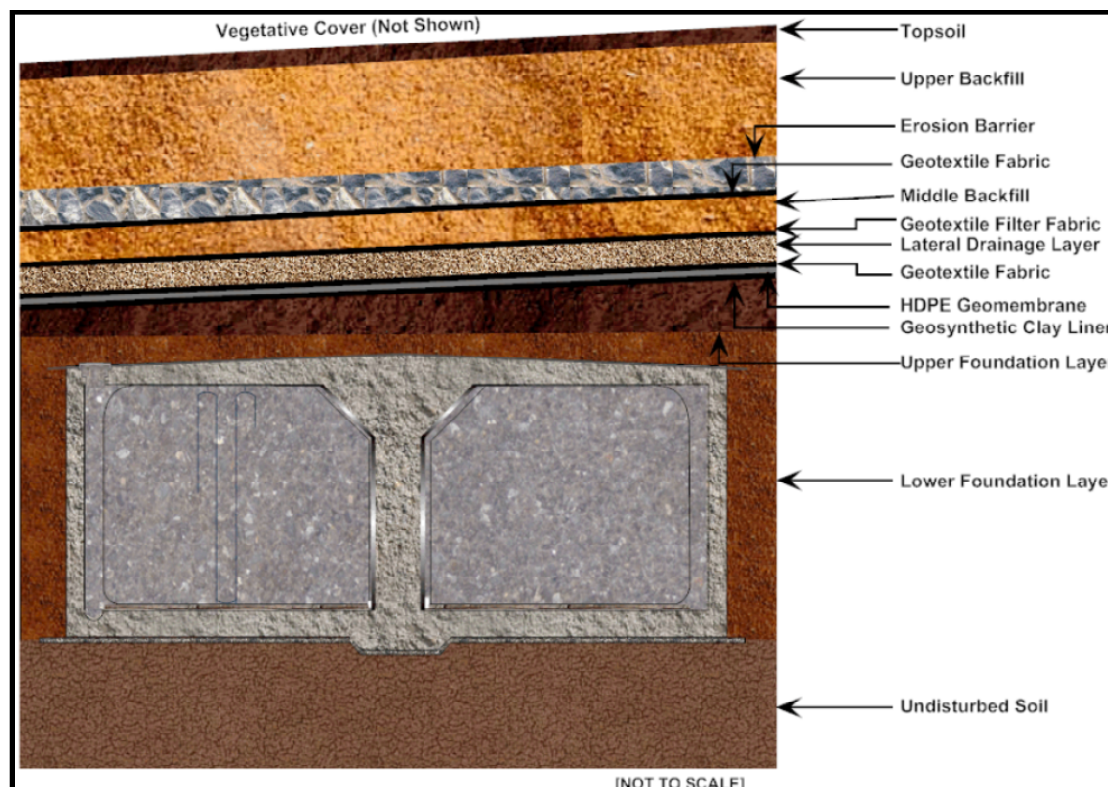 Vegetative Cover (Not Shown)
Topsoil
Upper Backfill
Erosion Barrier
Geotextile Fabric
Middle Backfill
Geotextile Filter Fabric
Lateral Drainage Layer
Geotextile Fabric
HDPE Geomembrane
Geosynthetic Clay Liner
Upper Foundation Layer
Lower Foundation Laye
Undisturbed Soil
[NOT TO SCALE]